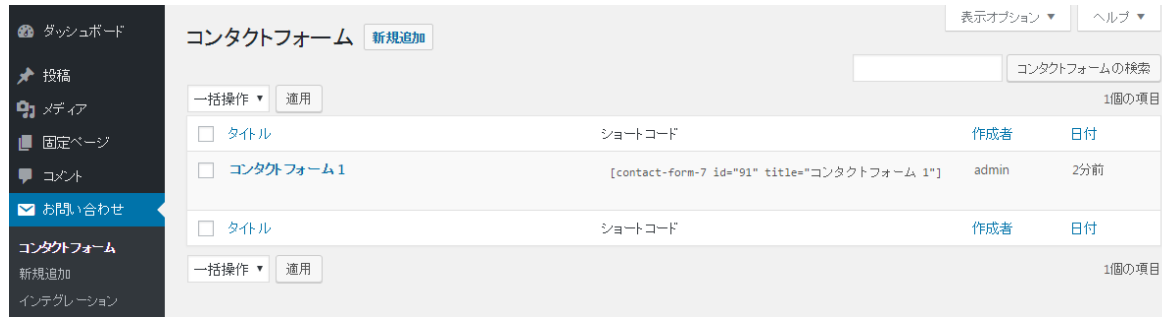 ダッシュボード
投稿
メディア
固定ページ
コメント
お問い合わせ
コンタクトフォーム
新規追加
インテグレーション
表示オプション ▼ ヘルプ ▼
コンタクトフォーム 新規追加
コンタクトフォームの検索
一括操作 ▼ 適用 1個の項目
タイトル ショートコード 作成者 日付
コンタクトフォーム 1 [contact-form-7 id="91" title="コンタクトフォーム 1"] admin 2分前
タイトル ショートコード 作成者 日付
一括操作 ▼ 適用 1個の項目